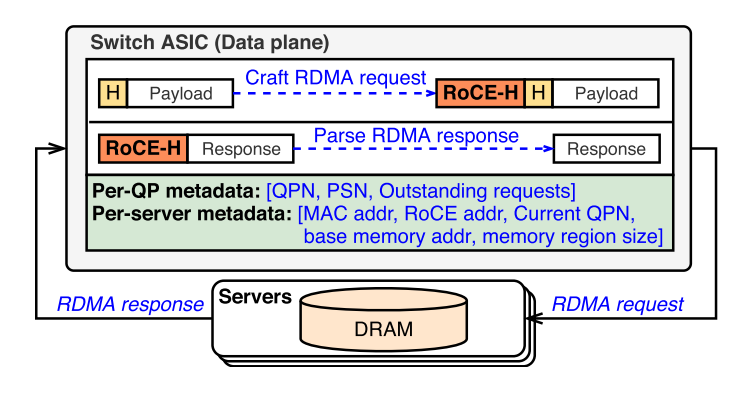 Switch ASIC (Data plane)
Craft RDMA request
H Payload RoCE-H H Payload
Parse RDMA response
RoCE-H Response Response
Per-QP metadata: [QPN, PSN, Outstanding requests]
Per-server metadata: [MAC addr, RoCE addr, Current QPN,
base memory addr, memory region size]
RDMA response Servers RDMA request
DRAM